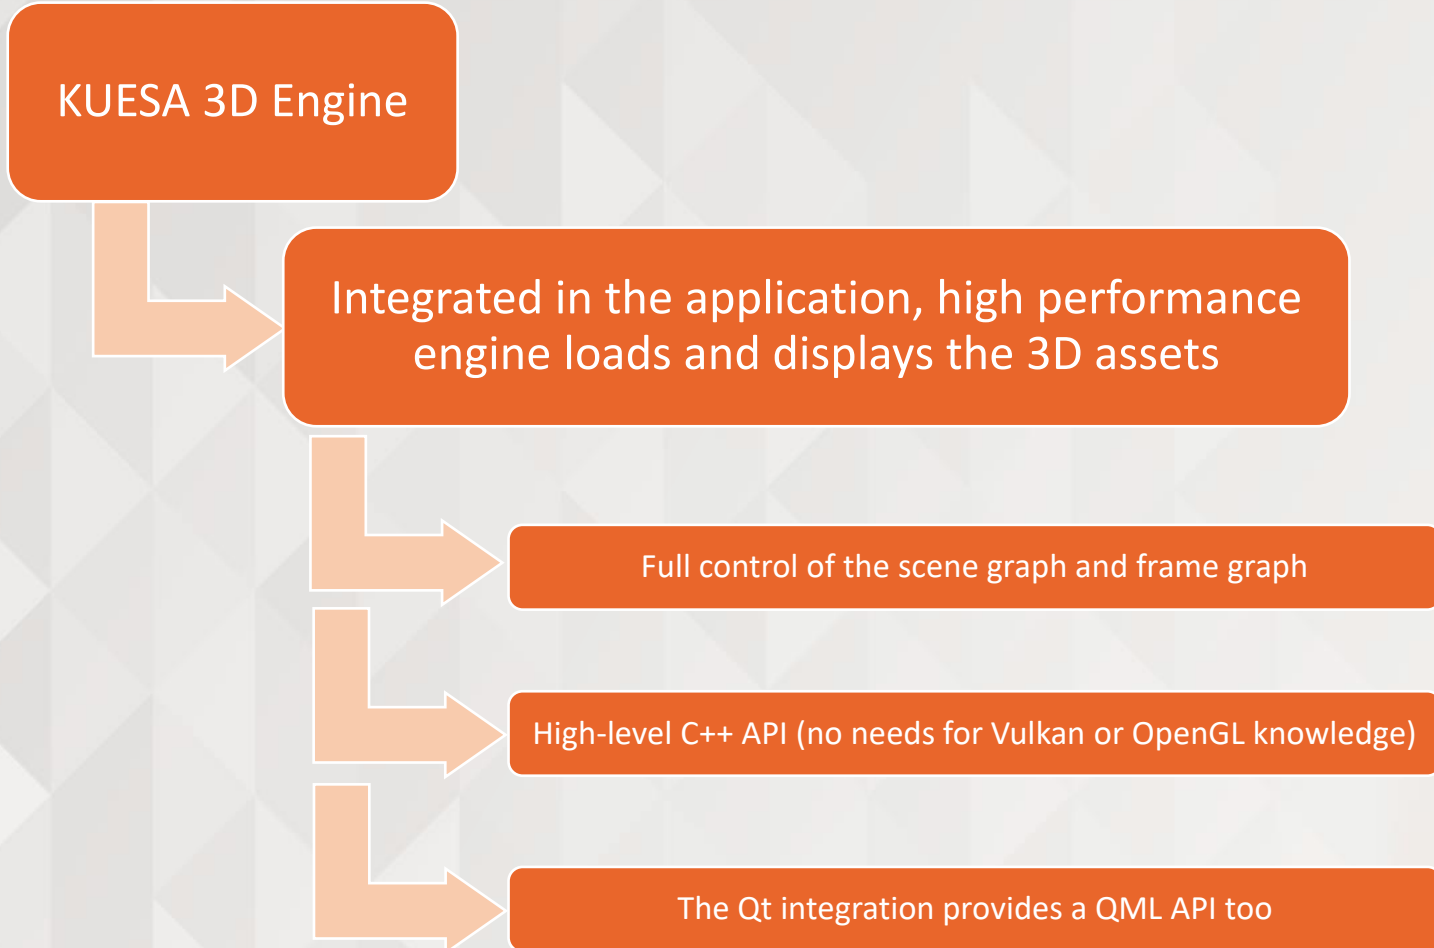 KUESA 3D Engine
Integrated in the application, high performance
engine loads and displays the 3D assets
Full control of the scene graph and frame graph
High-level C++ API (no needs for Vulkan or OpenGL knowledge)
The Qt integration provides a QML API too